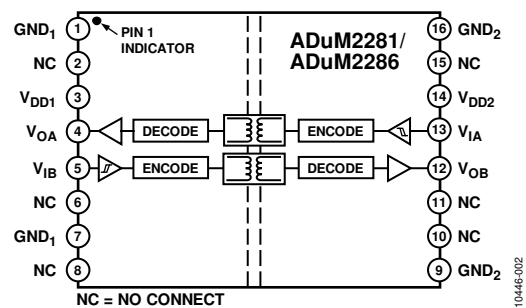 GND1 1 PIN 1 INDICATOR ADuM2281/ ADuM2286 16 GND2
NC 2 15 NC
VDD1 3 14 VDD2
VOA 4 DECODE ENCODE 13 VIA
VIB 5 ENCODE DECODE 12 VOB
NC 6 11 NC
GND1 7 10 NC
NC 8 9 GND2
NC = NO CONNECT
10446-002